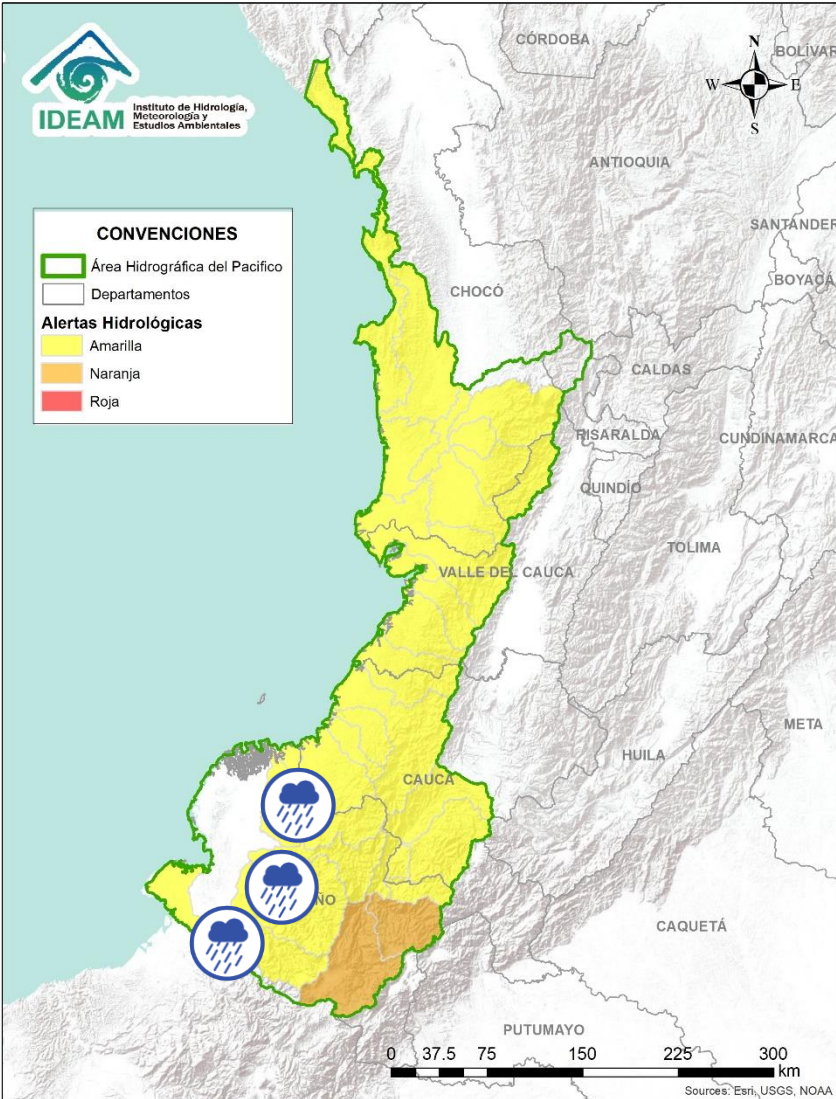 IDEAM
Instituto de Hidrología,
Meteorología y
Estudios Ambientales
CÓRDOBA
BOLÍVAR
N
W
E
S
ANTIOQUIA
SANTANDER
BOYACÁ
CONVENCIONES
Área Hidrográfica del Pacifico
Departamentos
Alertas Hidrológicas
Amarilla
Naranja
Roja
CHOCÓ
CALDAS
RISARALDA
CUNDINAMARCA
QUINDÍO
TOLIMA
VALLE DEL CAUCA
META
HUILA
CAUCA
ÑO
CAQUETÁ
PUTUMAYO
0 37.5 75 150 225 300
km
Sources: Esri, USGS, NOAA